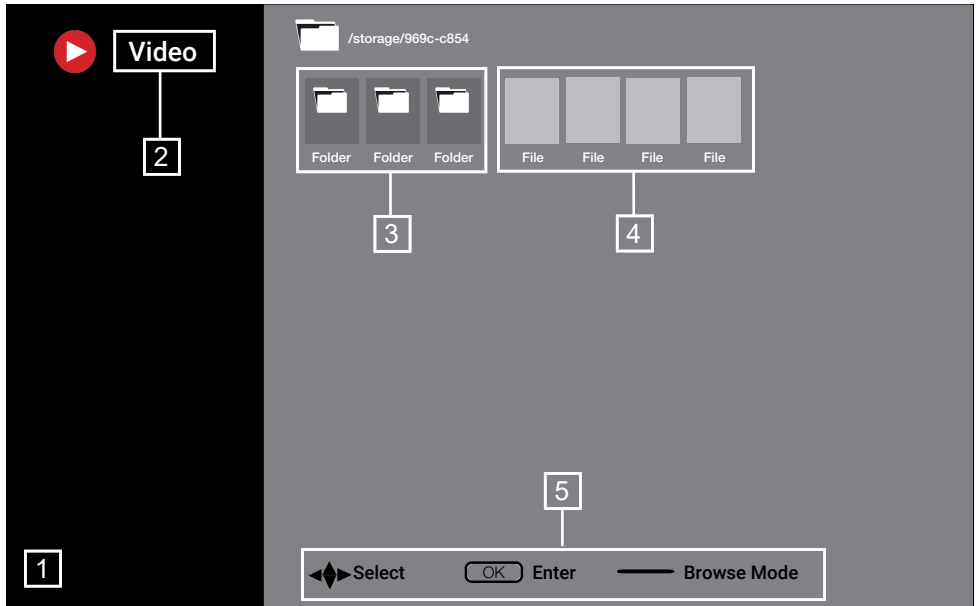 Video
2
/storage/969c-c854
Folder Folder Folder
File File File File
3
4
5
1
Select OK Enter Browse Mode